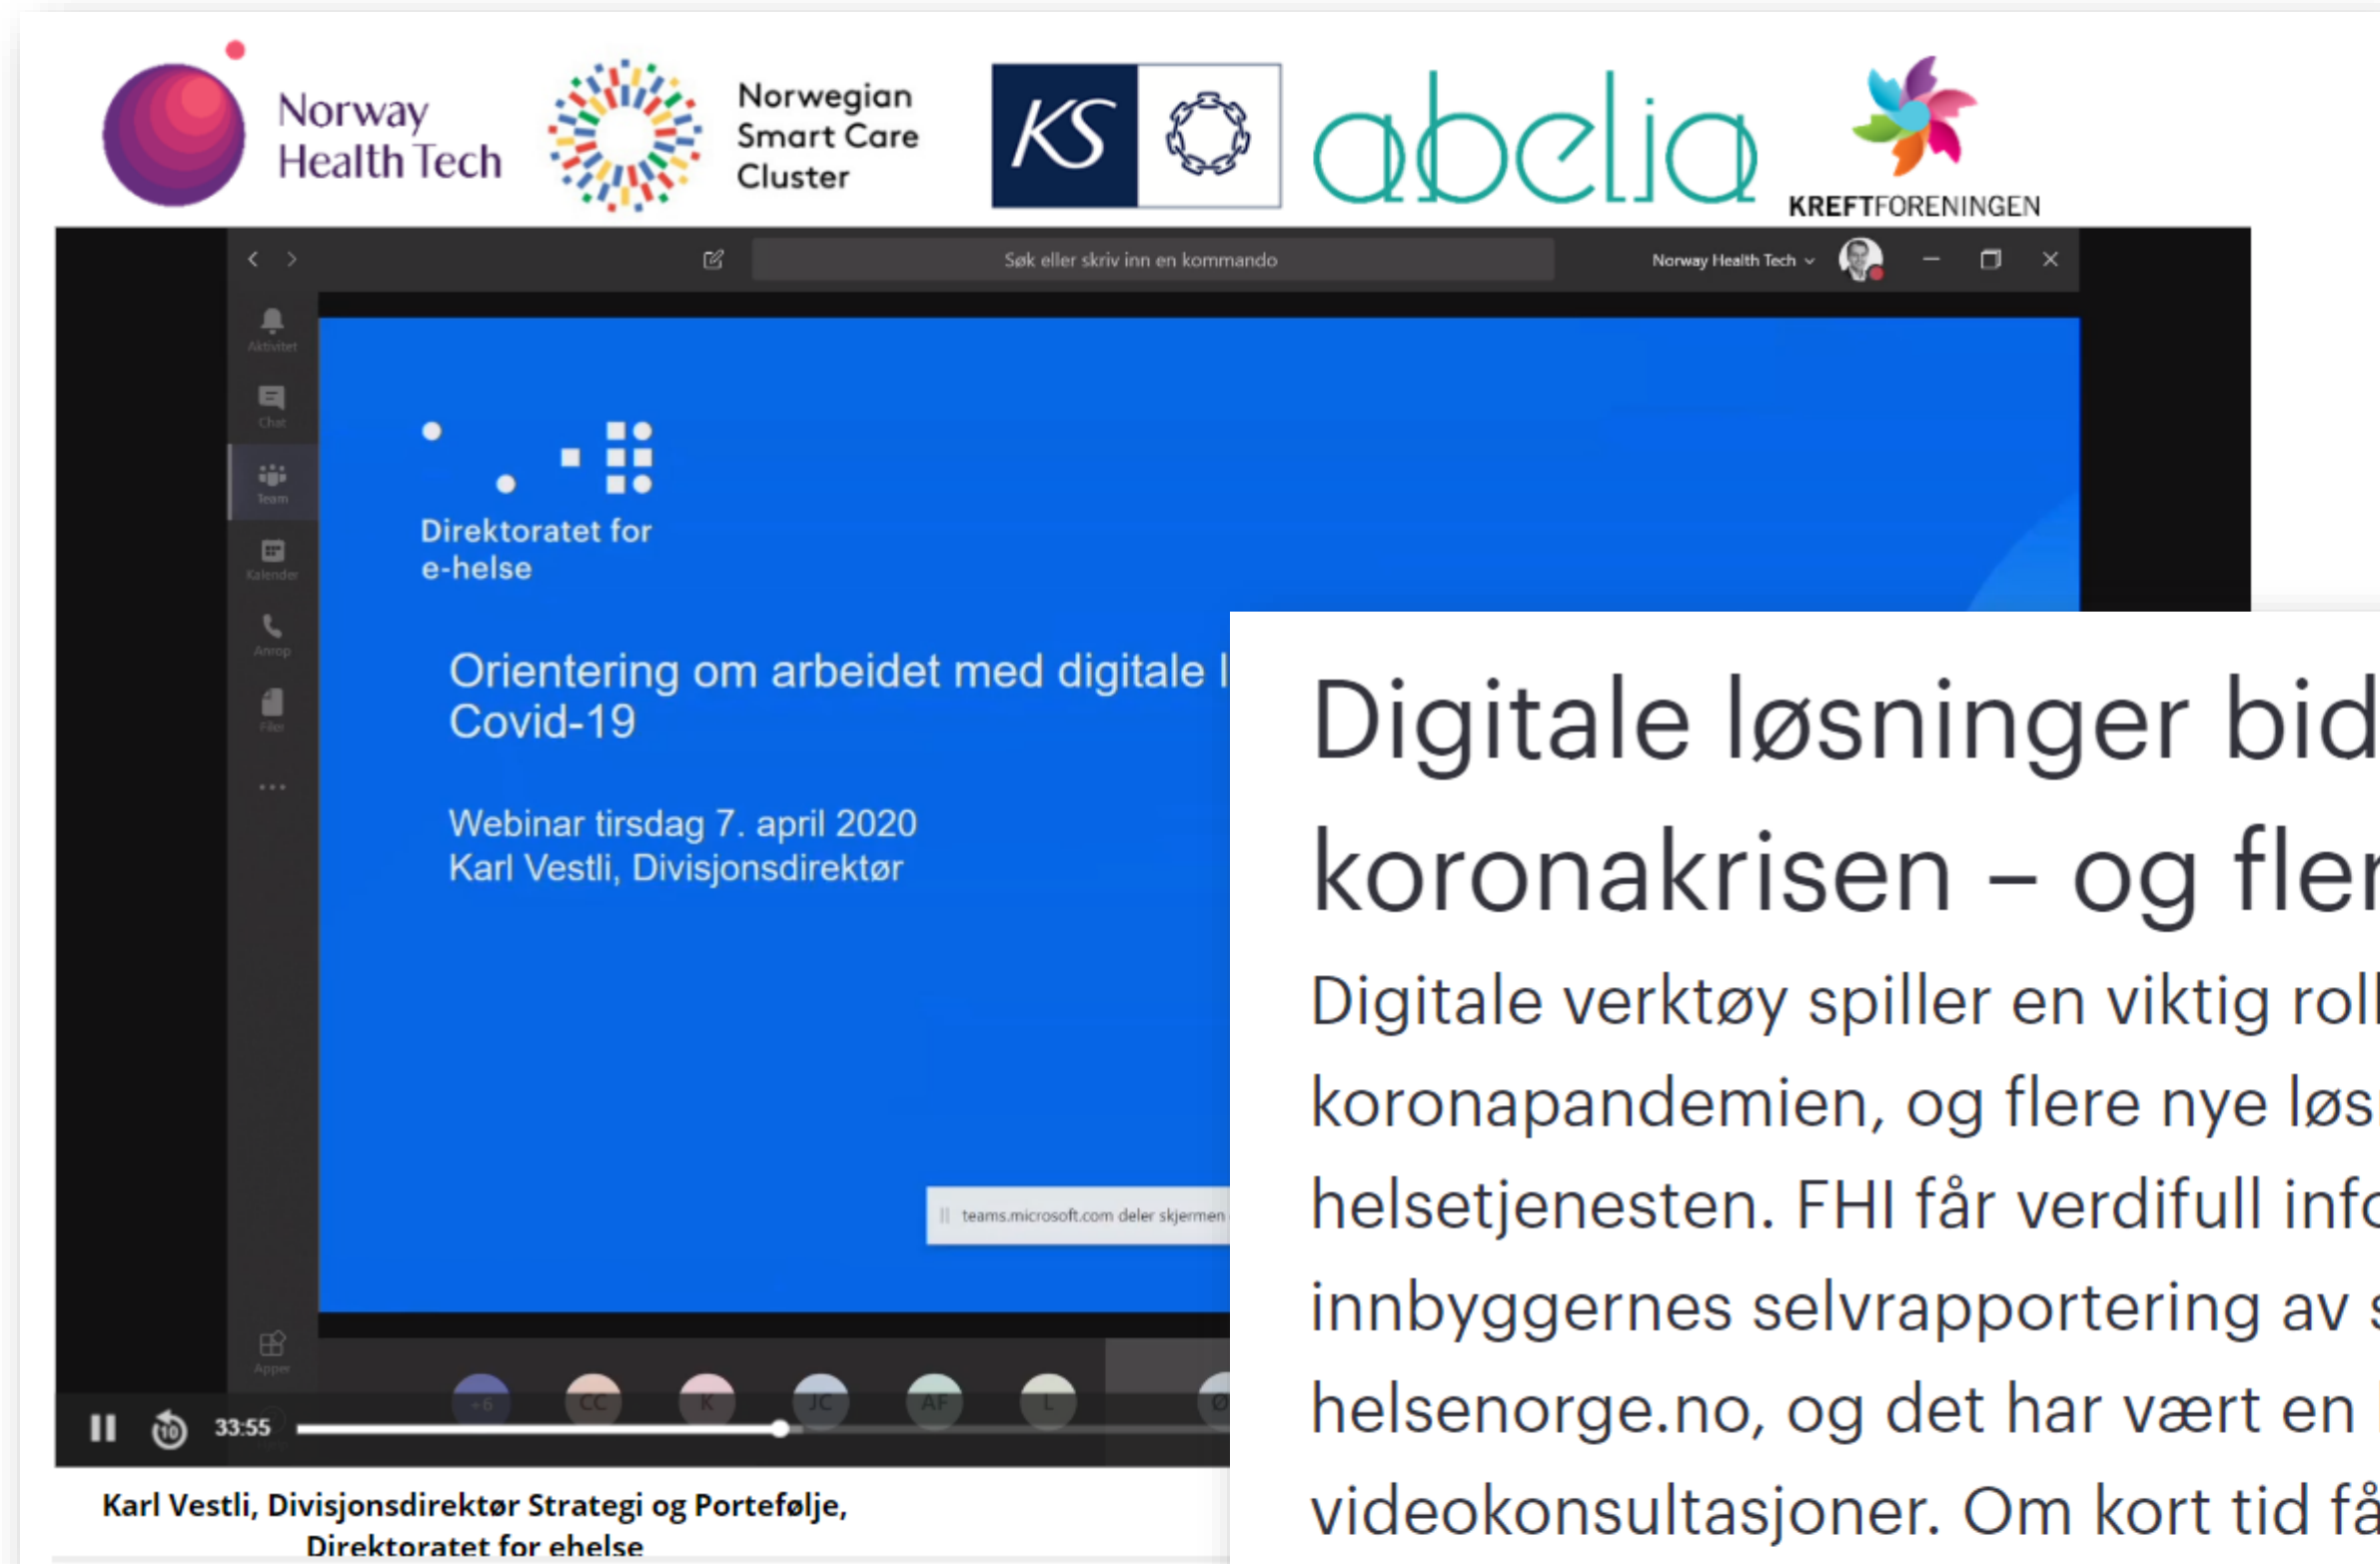 Norway
Health Tech
Norwegian
Smart Care
Cluster
KS
abelia
KREFTFORENINGEN
Søk eller skriv inn en kommando
Norway Health Tech
Aktivitet
Chat
Team
Kalender
Anrop
Filer
Apper
Direktoratet for
e-helse
Orientering om arbeidet med digitale l
Covid-19
Webinar tirsdag 7. april 2020
Karl Vestli, Divisjonsdirektør
teams.microsoft.com deler skjermen
+6 CC K JC AF L Ø
10 33:55
Karl Vestli, Divisjonsdirektør Strategi og Portefølje,
Direktoratet for ehelse
Digitale løsninger bid
koronakrisen – og fler
Digitale verktøy spiller en viktig roll
koronapandemien, og flere nye løs
helsetjenesten. FHI får verdifull info
innbyggernes selvrapportering av s
helsenorge.no, og det har vært en
videokonsultasjoner. Om kort tid få